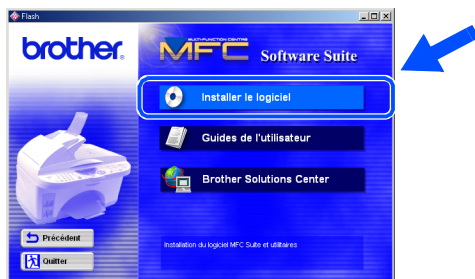 Flash
brother.
MULTI-FUNCTION CENTRE
MFC Software Suite
Installer le logiciel
Guides de l'utilisateur
Brother Solutions Center
Précédent
Quitter
Installation du logiciel MFC Suite et utilitaires